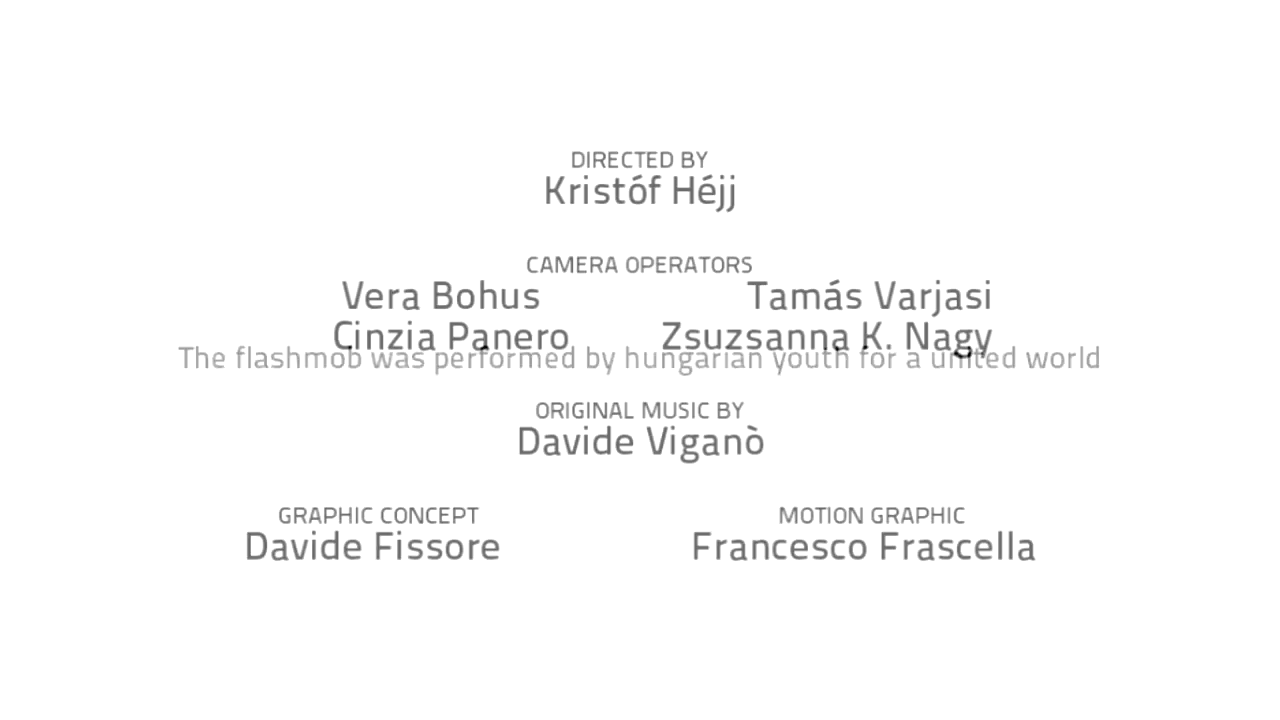 DIRECTED BY
Kristóf Héjj
CAMERA OPERATORS
Vera Bohus Tamás Varjasi
Cinzia Panero Zsuzsanna K. Nagy
The flashmob was performed by hungarian youth for a united world
ORIGINAL MUSIC BY
Davide Viganò
GRAPHIC CONCEPT MOTION GRAPHIC
Davide Fissore Francesco Frascella